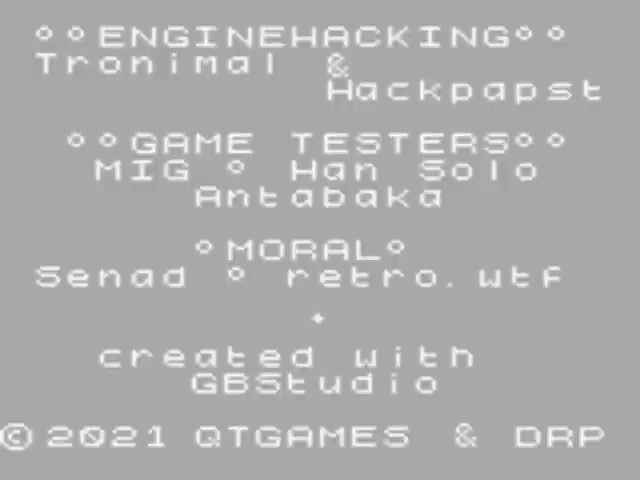 °°ENGINEHACKING°°
Tronimal &
Hackpapst
°°GAME TESTERS°°
MIG ° Han Solo
Antabaka
°MORAL°
Senad ° retro.wtf
✦
created with
GBStudio
©2021 QTGAMES & DRP